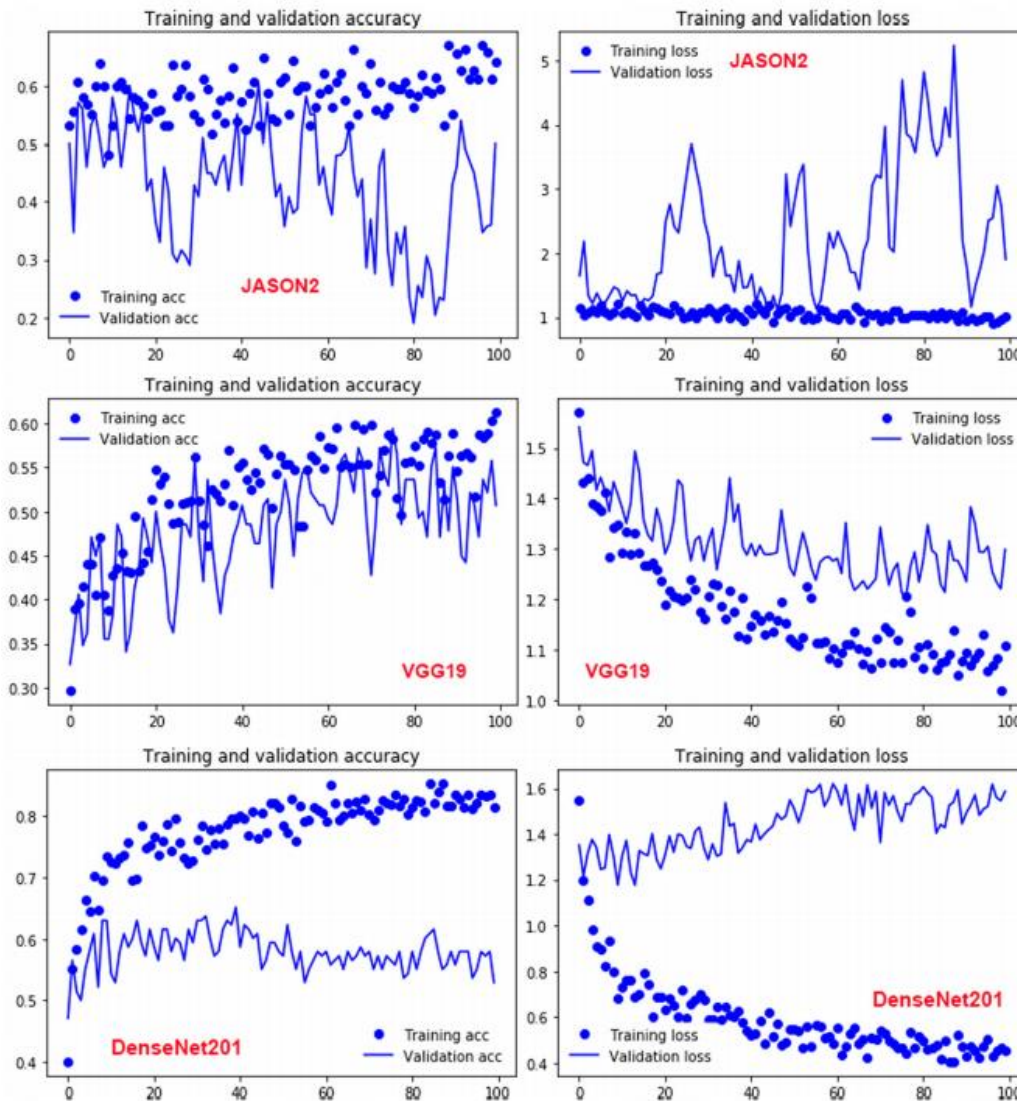 Training and validation accuracy
0.6
0.5
0.4
0.3
0.2
JASON2
Training acc
Validation acc
0 20 40 60 80 100
Training and validation loss
Training loss
Validation loss
JASON2
5
4
3
2
1
0 20 40 60 80 100
Training and validation accuracy
Training acc
Validation acc
0.60
0.55
0.50
0.45
0.40
0.35
0.30
VGG19
0 20 40 60 80 100
Training and validation loss
Training loss
Validation loss
1.5
1.4
1.3
1.2
1.1
1.0
VGG19
0 20 40 60 80 100
Training and validation accuracy
0.8
0.7
0.6
0.5
0.4
DenseNet201
Training acc
Validation acc
0 20 40 60 80 100
Training and validation loss
1.6
1.4
1.2
1.0
0.8
0.6
0.4
DenseNet201
Training loss
Validation loss
0 20 40 60 80 100